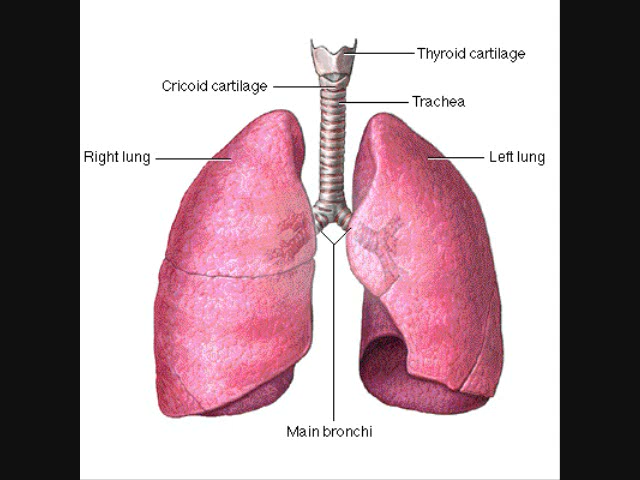 Thyroid cartilage
Cricoid cartilage
Trachea
Right lung
Left lung
Main bronchi